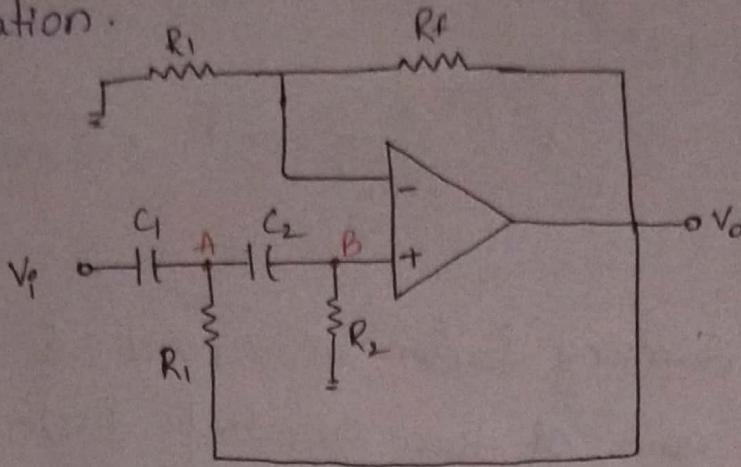 ation.
R1
Rf
-
C1
A
C2
B
+
Vo
Vi
R1
R2